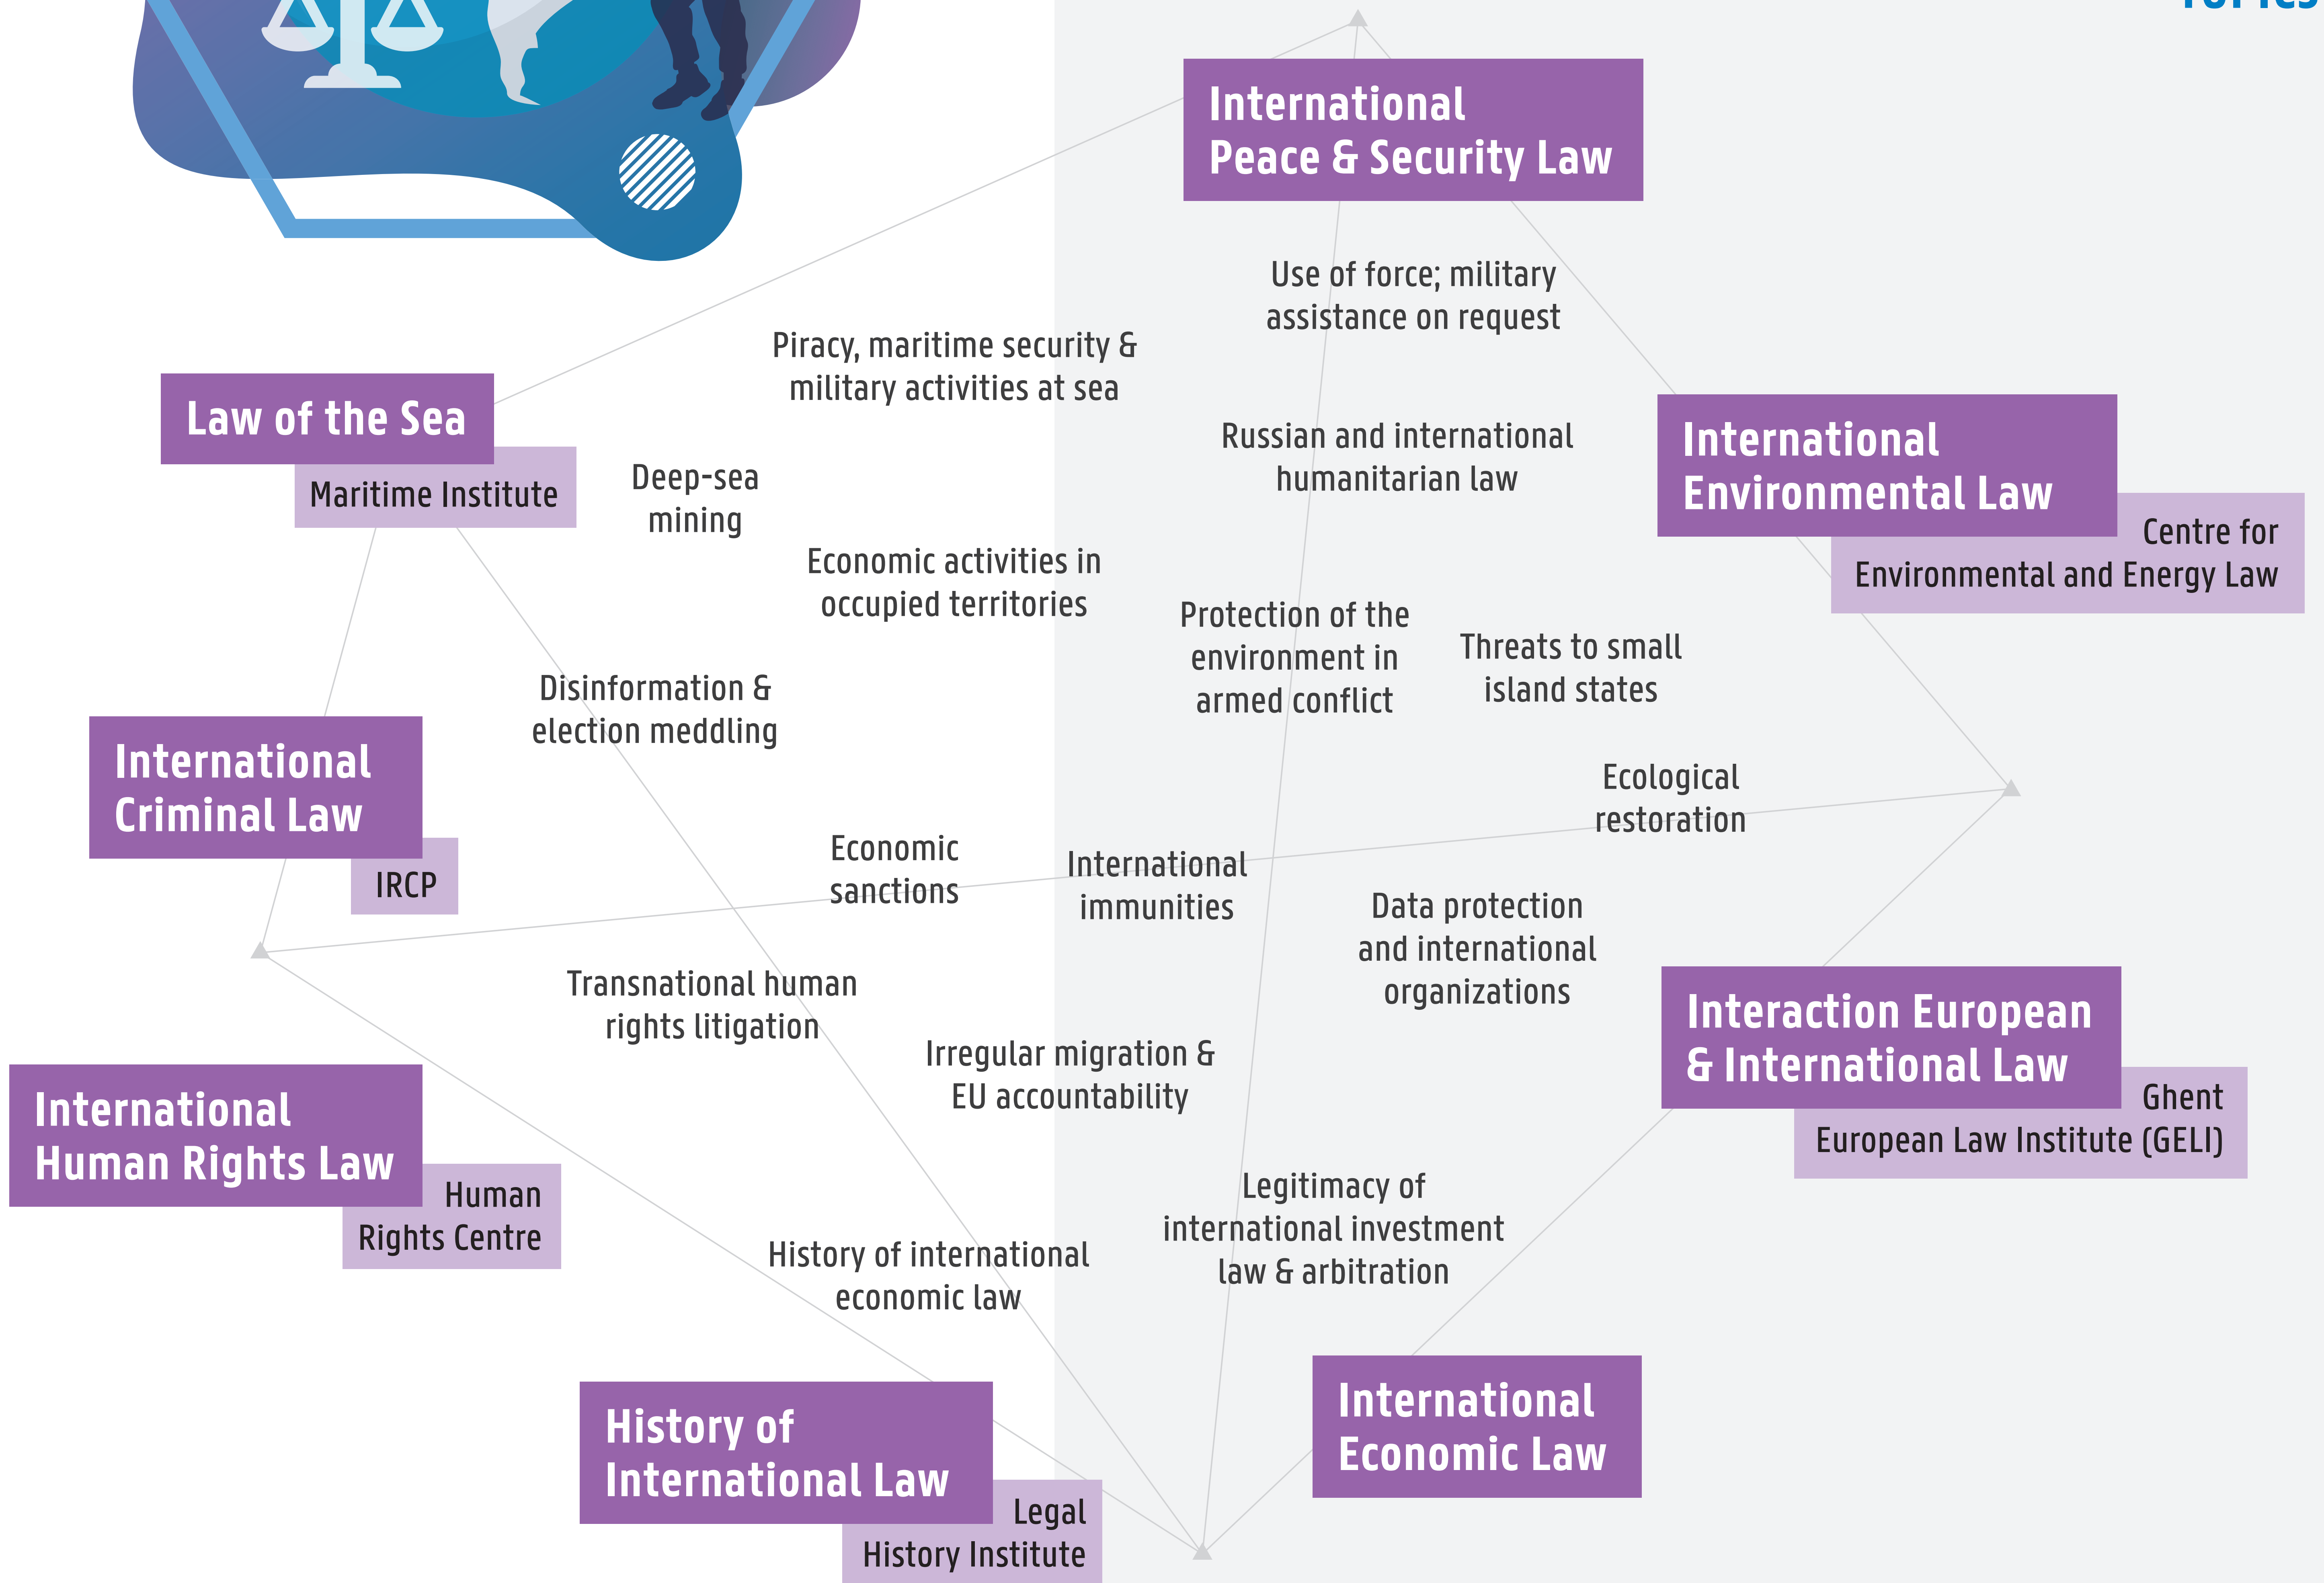 International
Peace & Security Law
Use of force; military
assistance on request
Piracy, maritime security &
military activities at sea
Law of the Sea
Maritime Institute
Deep-sea
mining
Russian and international
humanitarian law
International
Environmental Law
Centre for
Environmental and Energy Law
Economic activities in
occupied territories
Protection of the
environment in
armed conflict
Threats to small
island states
Disinformation &
election meddling
International
Criminal Law
IRCP
Ecological
restoration
Economic
sanctions
International
immunities
Data protection
and international
organizations
Transnational human
rights litigation
Irregular migration &
EU accountability
Interaction European
& International Law
Ghent
European Law Institute (GELI)
International
Human Rights Law
Human
Rights Centre
Legitimacy of
international investment
law & arbitration
History of international
economic law
International
Economic Law
History of
International Law
Legal
History Institute